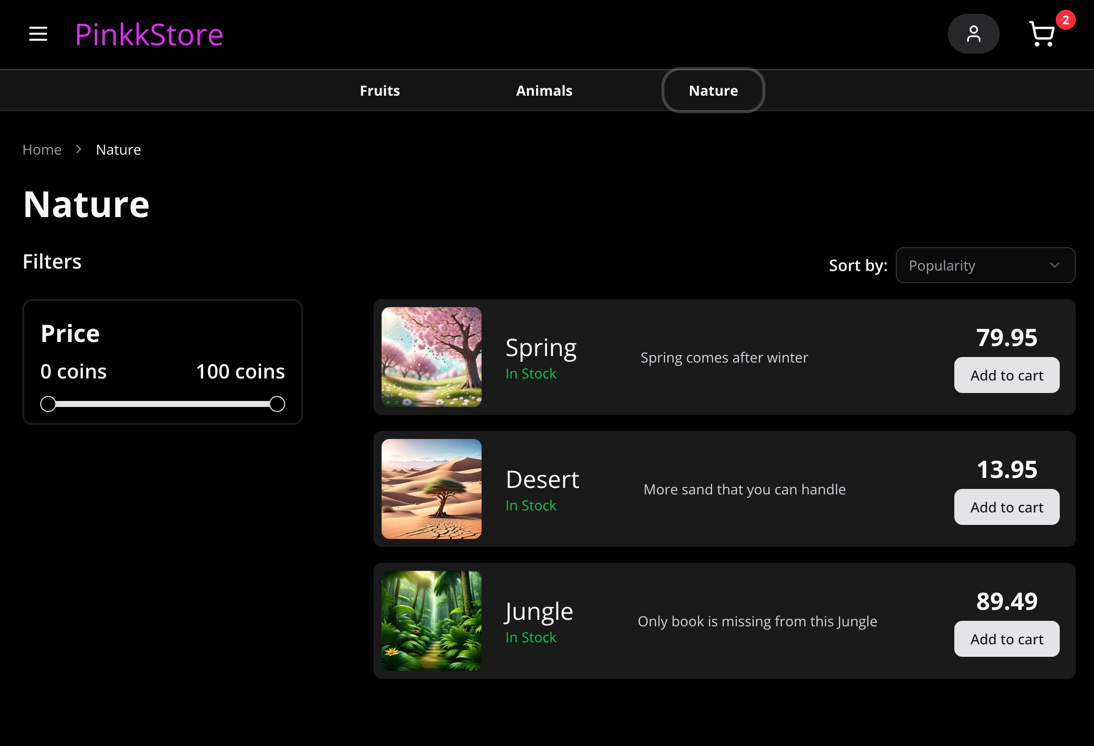 PinkkStore
2
Fruits Animals Nature
Home Nature
Nature
Filters
Sort by: Popularity
Price
0 coins 100 coins
Spring
In Stock
Spring comes after winter
79.95
Add to cart
Desert
In Stock
More sand that you can handle
13.95
Add to cart
Jungle
In Stock
Only book is missing from this Jungle
89.49
Add to cart